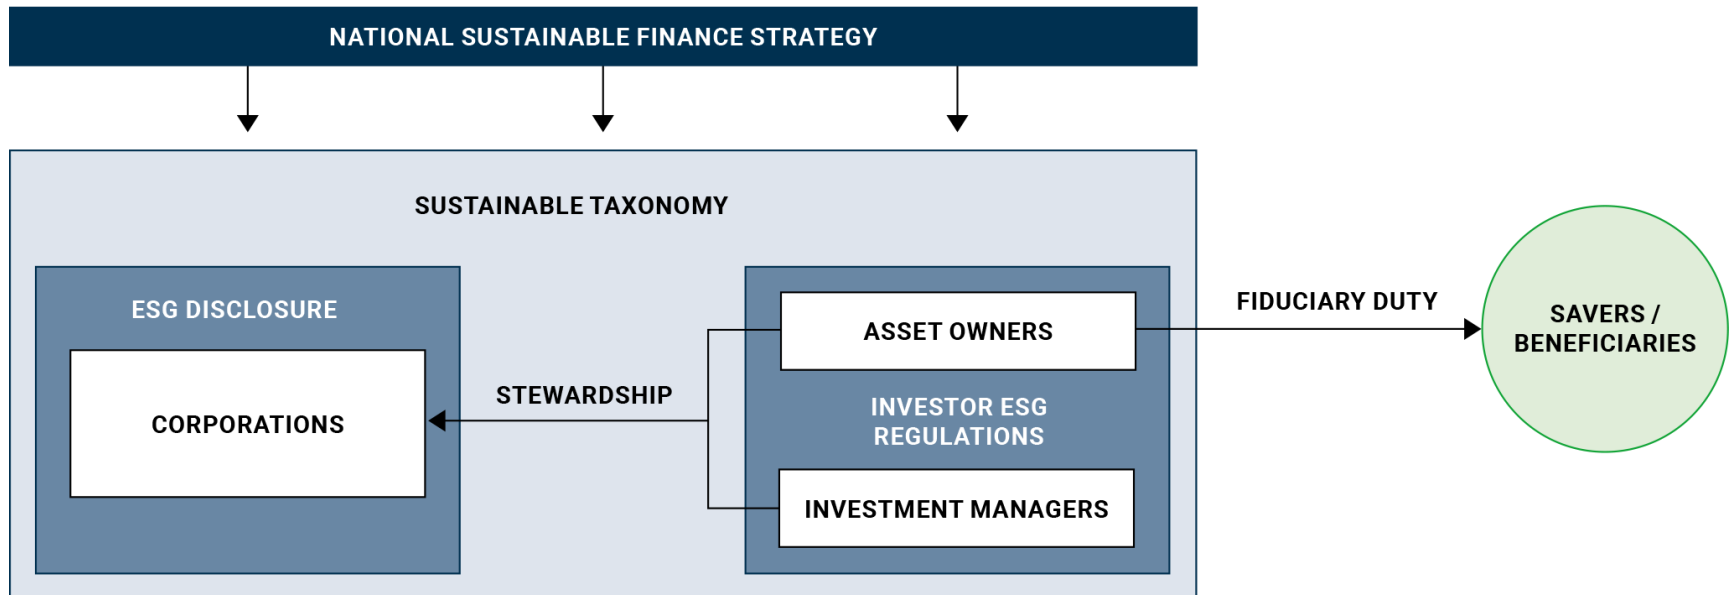 NATIONAL SUSTAINABLE FINANCE STRATEGY
SUSTAINABLE TAXONOMY
ESG DISCLOSURE
CORPORATIONS
STEWARDSHIP
ASSET OWNERS
INVESTOR ESG
REGULATIONS
INVESTMENT MANAGERS
FIDUCIARY DUTY
SAVERS /
BENEFICIARIES